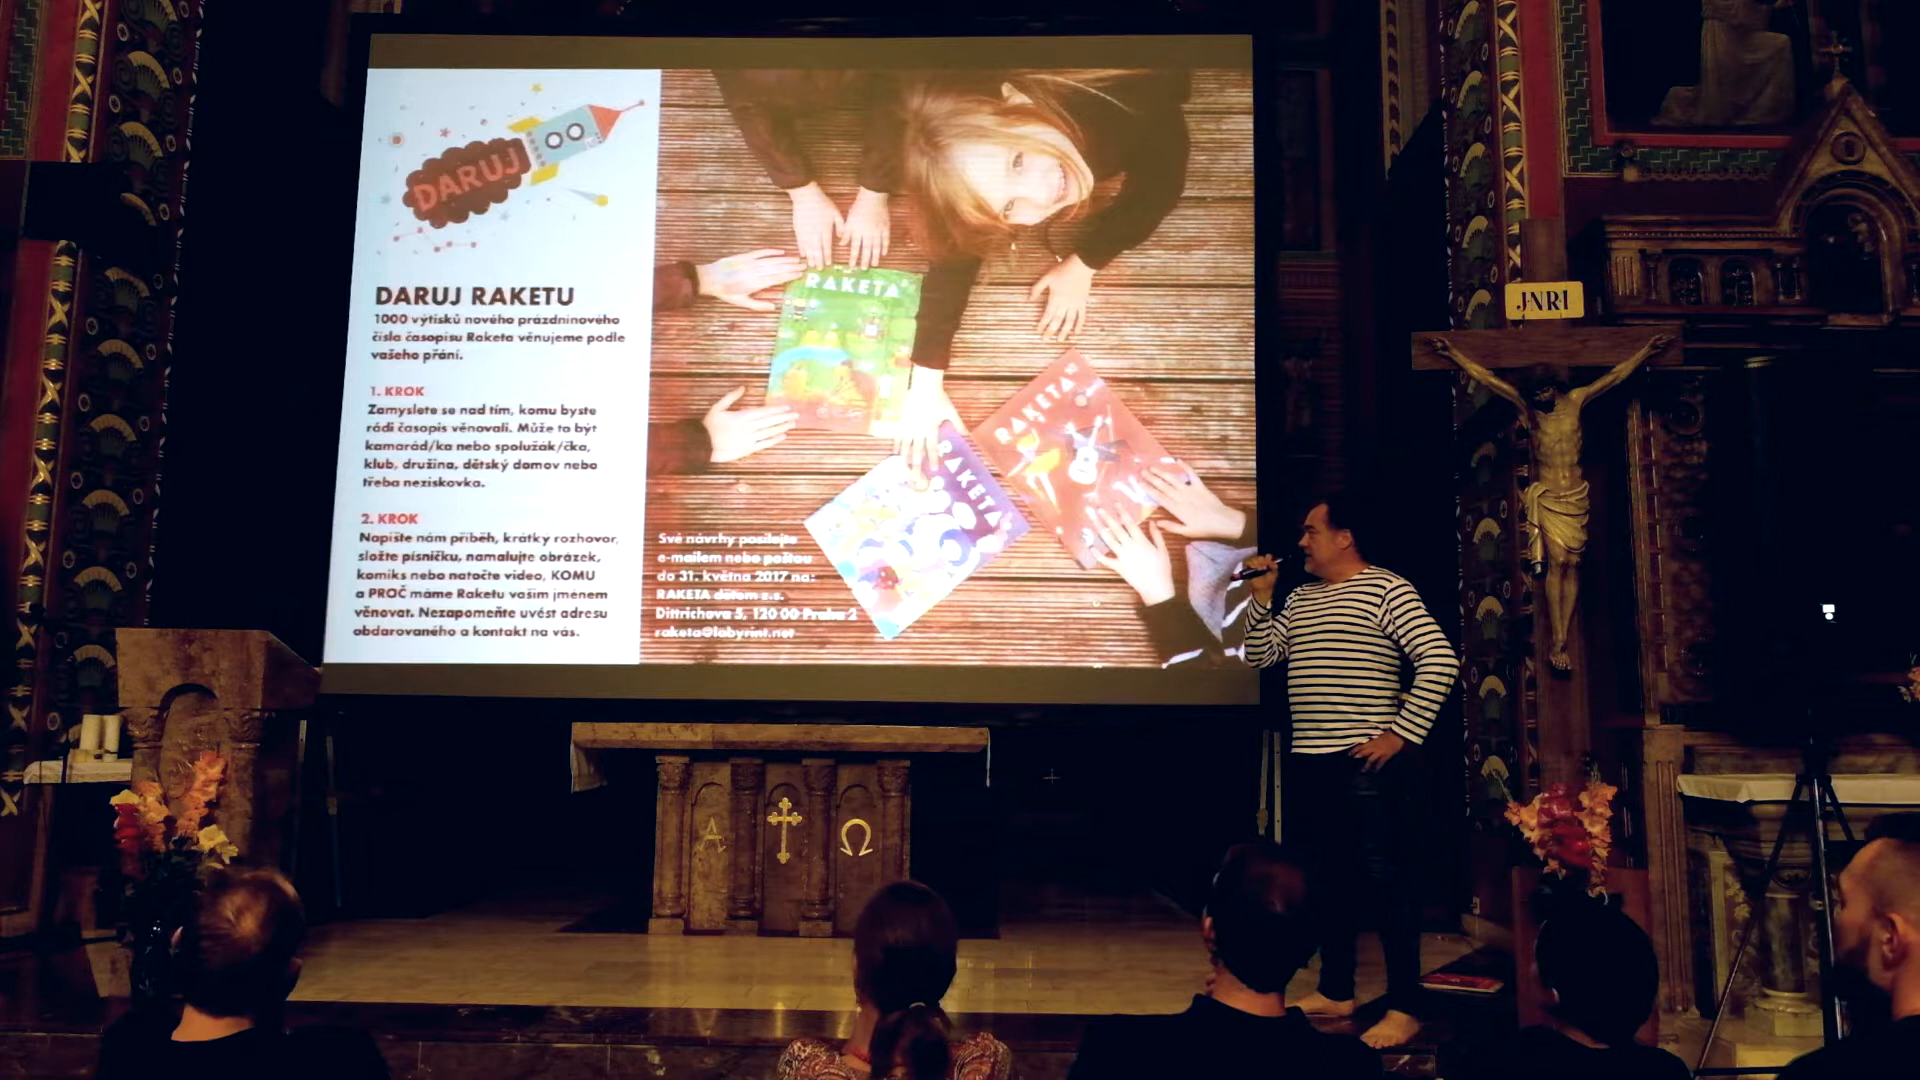 DARUJ
DARUJ RAKETU
1000 výtisků nového prázdninového
čísla časopisu Raketa věnujeme podle
vašeho přání.
1. KROK
Zamyslete se nad tím, komu byste
rádi časopis věnovali. Může to být
kamarád/ka nebo spolužák/čka,
klub, družina, dětský domov nebo
třeba neziskovka.
2. KROK
Napište nám příběh, krátký rozhovor,
složte písničku, namalujte obrázek,
komiks nebo natočte video, KOMU
a PROČ máme Raketu vaším jménem
věnovat. Nezapomeňte uvést adresu
obdarovaného a kontakt na vás.
RAKETA
RAKETA
RAKETA
Své návrhy posílejte
e-mailem nebo poštou
do 31. května 2017 na:
RAKETA dětem z.s.
Dittrichova 5, 120 00 Praha 2
raketa@labyrint.net
J·N·R·I
A Ω